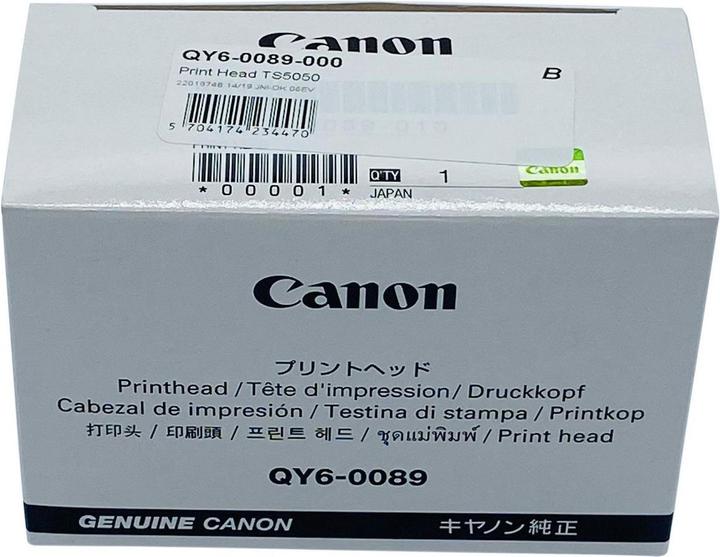 Canon
QY6-0089-000
Print Head TS5050
B
5 704174 234470
*00001*
Q'TY 1
JAPAN
Canon
Canon
プリントヘッド
Printhead / Tête d'impression / Druckkopf
Cabezal de impresión / Testina di stampa / Printkop
打印头 / 印刷頭 / 프린트 헤드 / ชุดแม่พิมพ์ / Print head
QY6-0089
GENUINE CANON キヤノン純正